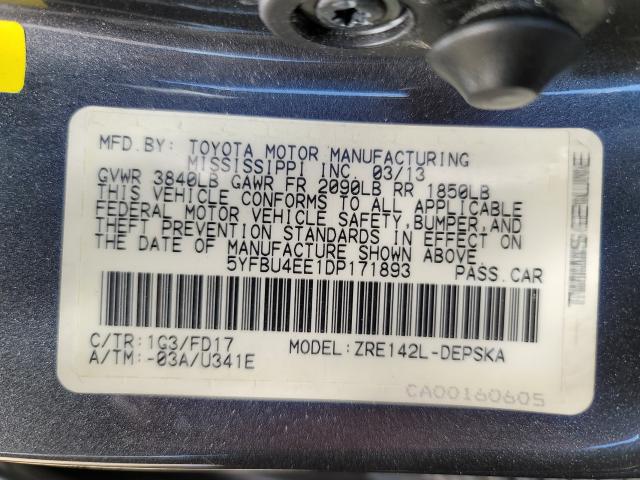 MFD.BY: TOYOTA MOTOR MANUFACTURING
MISSISSIPPI INC. 03/13
GVWR 3840LB GAWR FR 2090LB RR 1850LB
THIS VEHICLE CONFORMS TO ALL APPLICABLE
FEDERAL MOTOR VEHICLE SAFETY,BUMPER,AND
THEFT PREVENTION STANDARDS IN EFFECT ON
THE DATE OF MANUFACTURE SHOWN ABOVE.
5YFBU4EE1DP171893 PASS.CAR
C/TR:1G3/FD17 MODEL:ZRE142L-DEPSKA
A/TM:-03A/U341E
CA00160605